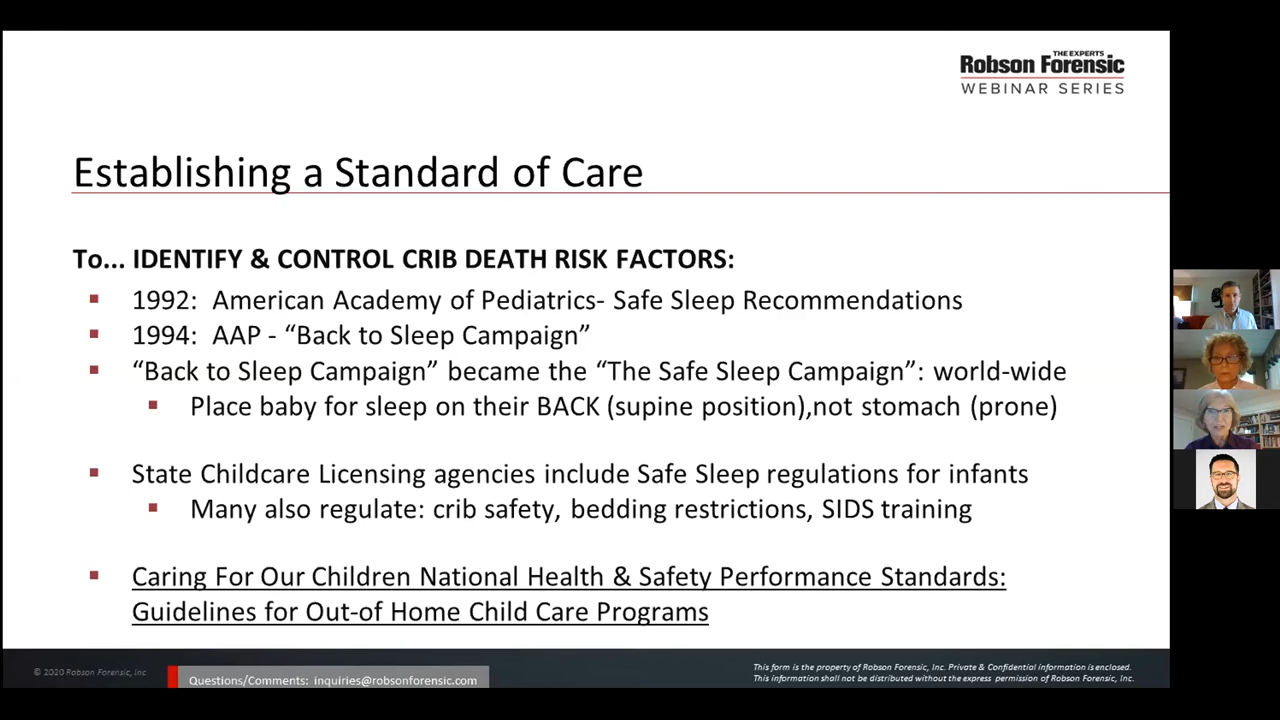 THE EXPERTS
Robson Forensic
WEBINAR SERIES
Establishing a Standard of Care
To... IDENTIFY & CONTROL CRIB DEATH RISK FACTORS:
1992: American Academy of Pediatrics- Safe Sleep Recommendations
1994: AAP - “Back to Sleep Campaign”
“Back to Sleep Campaign” became the “The Safe Sleep Campaign”: world-wide
Place baby for sleep on their BACK (supine position),not stomach (prone)
State Childcare Licensing agencies include Safe Sleep regulations for infants
Many also regulate: crib safety, bedding restrictions, SIDS training
Caring For Our Children National Health & Safety Performance Standards:
Guidelines for Out-of Home Child Care Programs
© 2020 Robson Forensic, Inc
Questions/Comments: inquiries@robsonforensic.com
This form is the property of Robson Forensic, Inc. Private & Confidential information is enclosed.
This information shall not be distributed without the express permission of Robson Forensic, Inc.